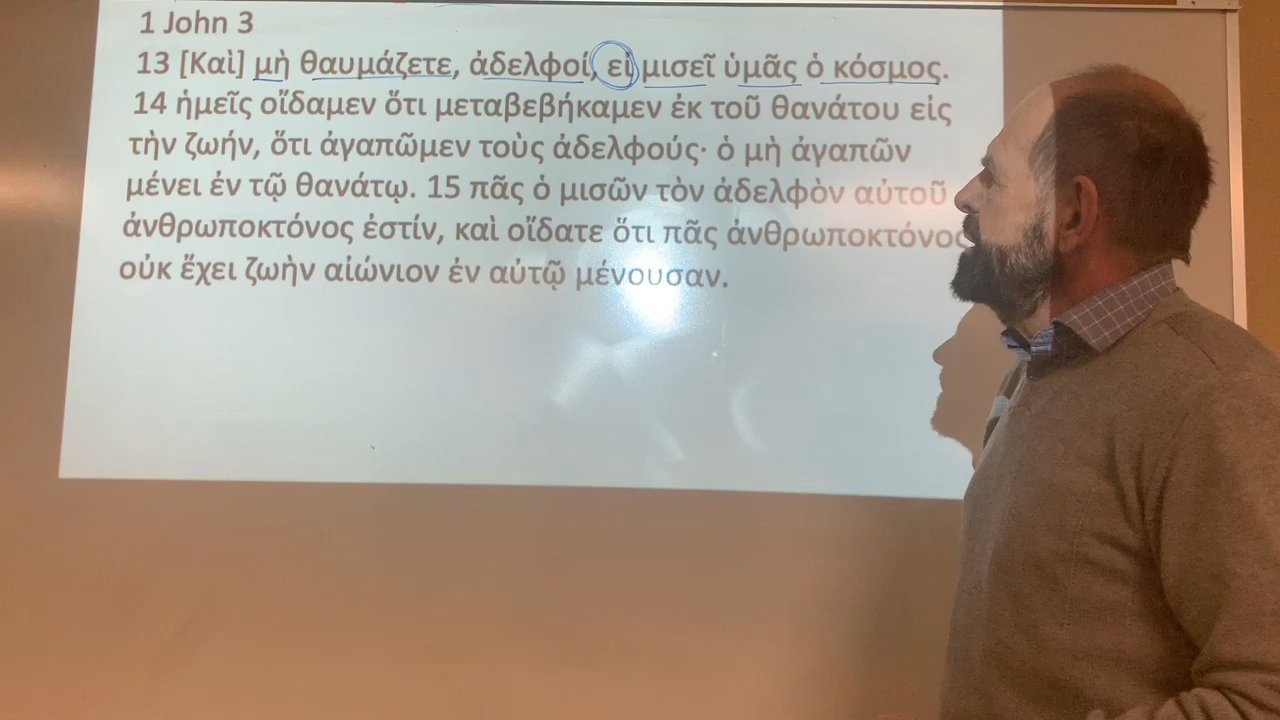 1 John 3
13 [Καὶ] μὴ θαυμάζετε, ἀδελφοί, εἰ μισεῖ ὑμᾶς ὁ κόσμος.
14 ἡμεῖς οἴδαμεν ὅτι μεταβεβήκαμεν ἐκ τοῦ θανάτου εἰς
τὴν ζωήν, ὅτι ἀγαπῶμεν τοὺς ἀδελφούς· ὁ μὴ ἀγαπῶν
μένει ἐν τῷ θανάτῳ. 15 πᾶς ὁ μισῶν τὸν ἀδελφὸν αὐτοῦ
ἀνθρωποκτόνος ἐστίν, καὶ οἴδατε ὅτι πᾶς ἀνθρωποκτόνος
οὐκ ἔχει ζωὴν αἰώνιον ἐν αὐτῷ μένουσαν.